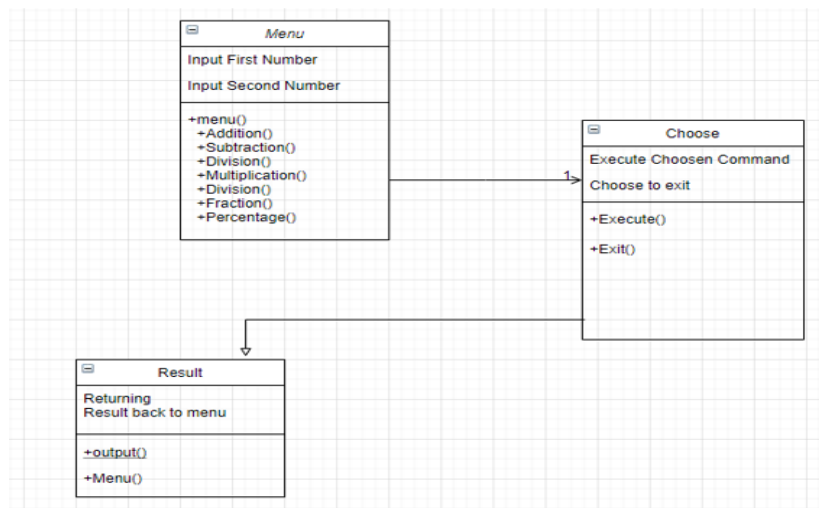 Menu
Input First Number
Input Second Number
+menu()
+Addition()
+Subtraction()
+Division()
+Multiplication()
+Division()
+Fraction()
+Percentage()
1
Choose
Execute Choosen Command
Choose to exit
+Execute()
+Exit()
Result
Returning
Result back to menu
+output()
+Menu()